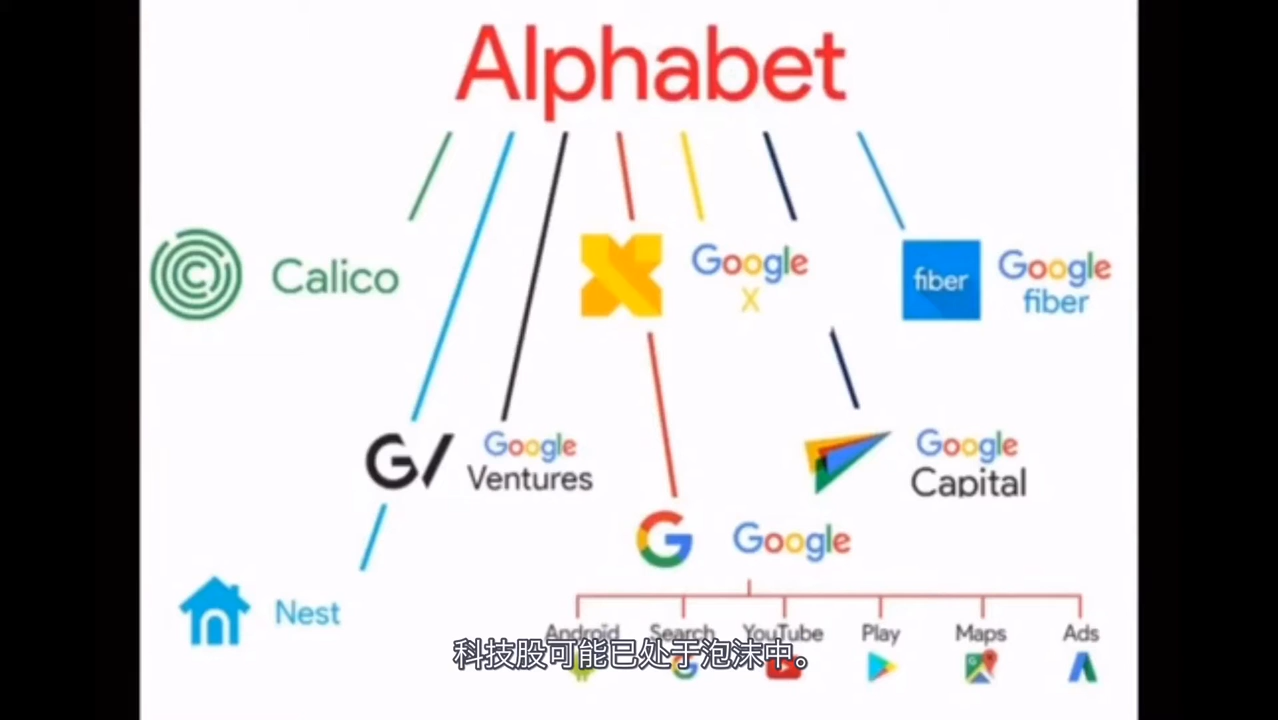 Alphabet
Calico
Google
X
fiber
Google
fiber
GV
Google
Ventures
Google
Capital
G
Google
Nest
Android
Search
YouTube
Play
Maps
Ads
科技股可能已处于泡沫中。